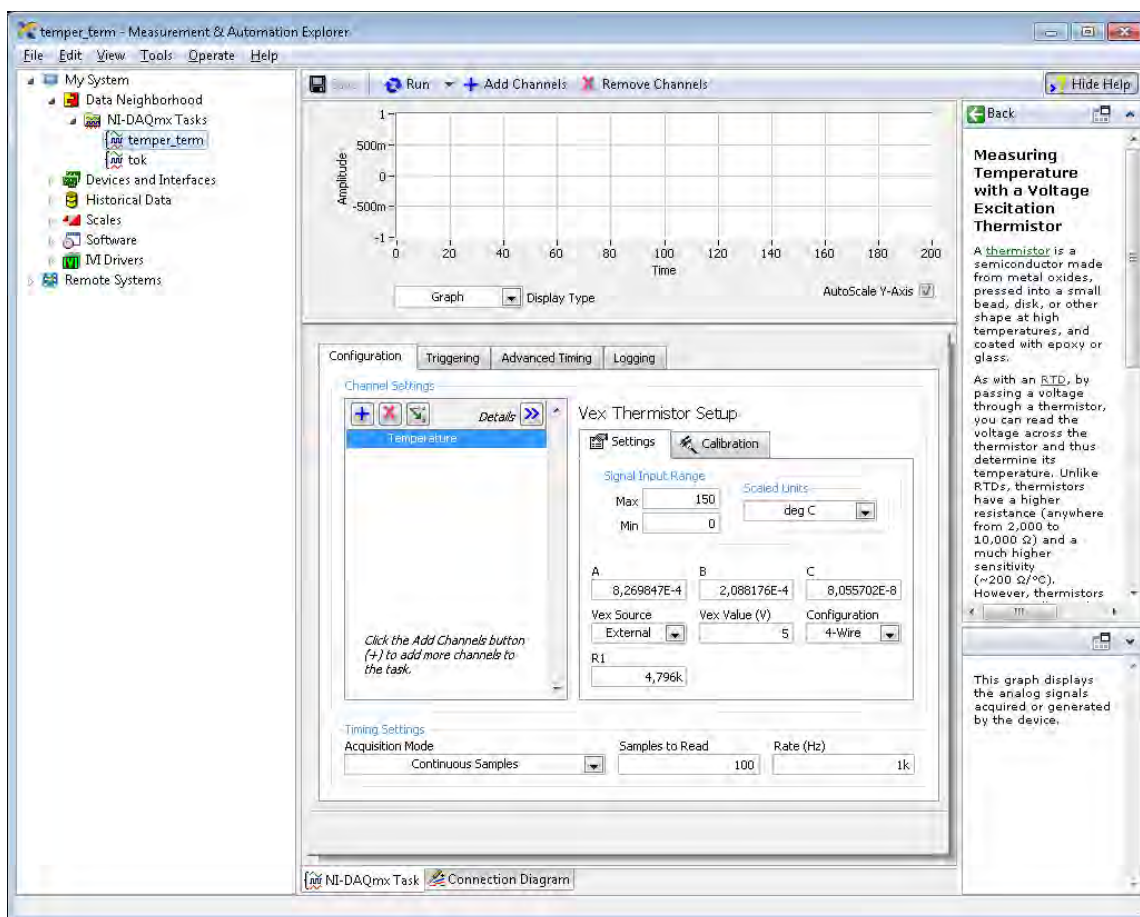 temper_term - Measurement & Automation Explorer
File Edit View Tools Operate Help
My System
Data Neighborhood
NI-DAQmx Tasks
temper_term
tok
Devices and Interfaces
Historical Data
Scales
Software
IVI Drivers
Remote Systems
Save Run Add Channels Remove Channels Hide Help
1
500m
0
-500m
-1
Amplitude
0 20 40 60 80 100 120 140 160 180 200
Time
Graph Display Type AutoScale Y-Axis
Configuration Triggering Advanced Timing Logging
Channel Settings
Details
Temperature
Click the Add Channels button
(+) to add more channels to
the task.
Vex Thermistor Setup
Settings Calibration
Signal Input Range
Max 150
Min 0
Scaled Units
deg C
A B C
8,269847E-4 2,088176E-4 8,055702E-8
Vex Source Vex Value (V) Configuration
External 5 4-Wire
R1
4,796k
Timing Settings
Acquisition Mode Samples to Read Rate (Hz)
Continuous Samples 100 1k
NI-DAQmx Task Connection Diagram
Back
Measuring
Temperature
with a Voltage
Excitation
Thermistor
A thermistor is a
semiconductor made
from metal oxides,
pressed into a small
bead, disk, or other
shape at high
temperatures, and
coated with epoxy or
glass.
As with an RTD, by
passing a voltage
through a thermistor,
you can read the
voltage across the
thermistor and thus
determine its
temperature. Unlike
RTDs, thermistors
have a higher
resistance (anywhere
from 2,000 to
10,000 Ω) and a
much higher
sensitivity
(~200 Ω/°C).
However, thermistors
This graph displays
the analog signals
acquired or generated
by the device.